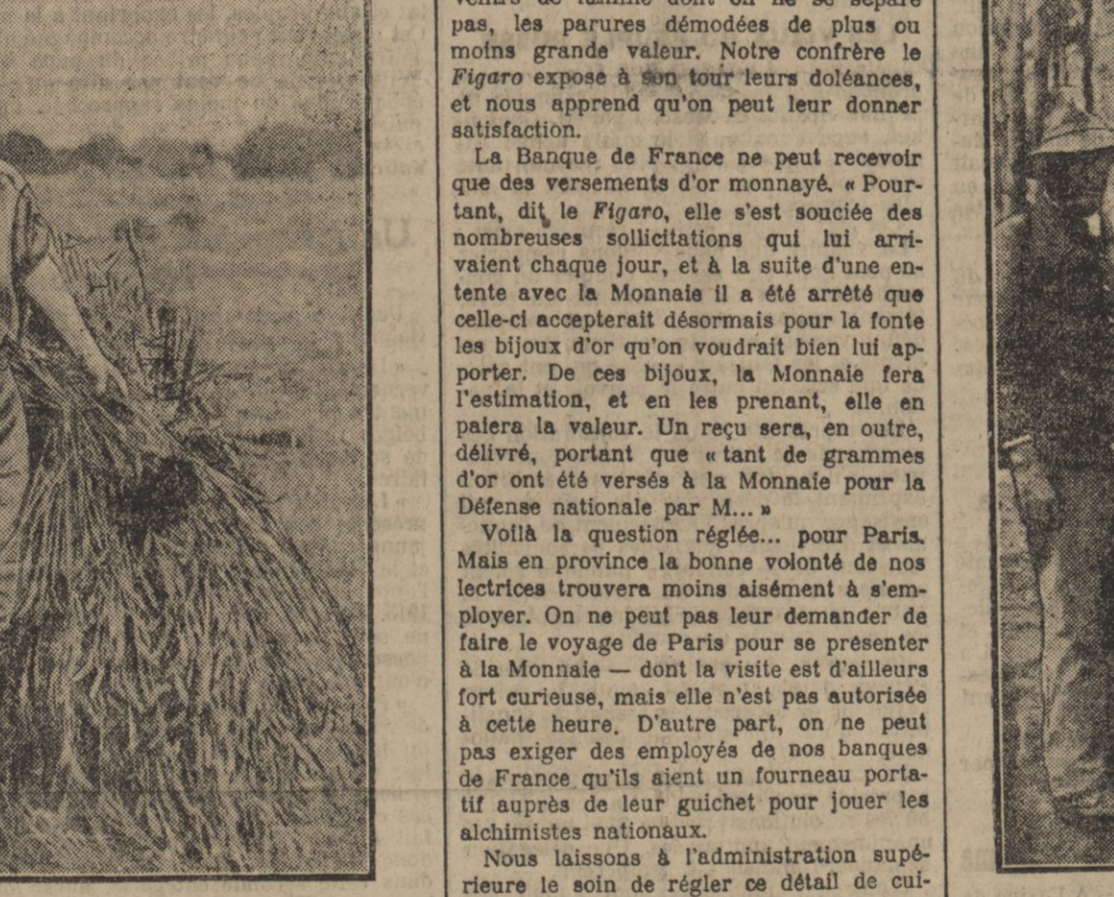 venirs de famille dont on ne se sépare
pas, les parures démodées de plus ou
moins grande valeur. Notre confrère le
Figaro expose à son tour leurs doléances,
et nous apprend qu'on peut leur donner
satisfaction.
La Banque de France ne peut recevoir
que des versements d'or monnayé. « Pour-
tant, dit le Figaro, elle s'est souciée des
nombreuses sollicitations qui lui arri-
vaient chaque jour, et à la suite d'une en-
tente avec la Monnaie il a été arrêté que
celle-ci accepterait désormais pour la fonte
les bijoux d'or qu'on voudrait bien lui ap-
porter. De ces bijoux, la Monnaie fera
l'estimation, et en les prenant, elle en
paiera la valeur. Un reçu sera, en outre,
délivré, portant que « tant de grammes
d'or ont été versés à la Monnaie pour la
Défense nationale par M... »
Voilà la question réglée... pour Paris.
Mais en province la bonne volonté de nos
lectrices trouvera moins aisément à s'em-
ployer. On ne peut pas leur demander de
faire le voyage de Paris pour se présenter
à la Monnaie — dont la visite est d'ailleurs
fort curieuse, mais elle n'est pas autorisée
à cette heure. D'autre part, on ne peut
pas exiger des employés de nos banques
de France qu'ils aient un fourneau porta-
tif auprès de leur guichet pour jouer les
alchimistes nationaux.
Nous laissons à l'administration supé-
rieure le soin de régler ce détail de cui-